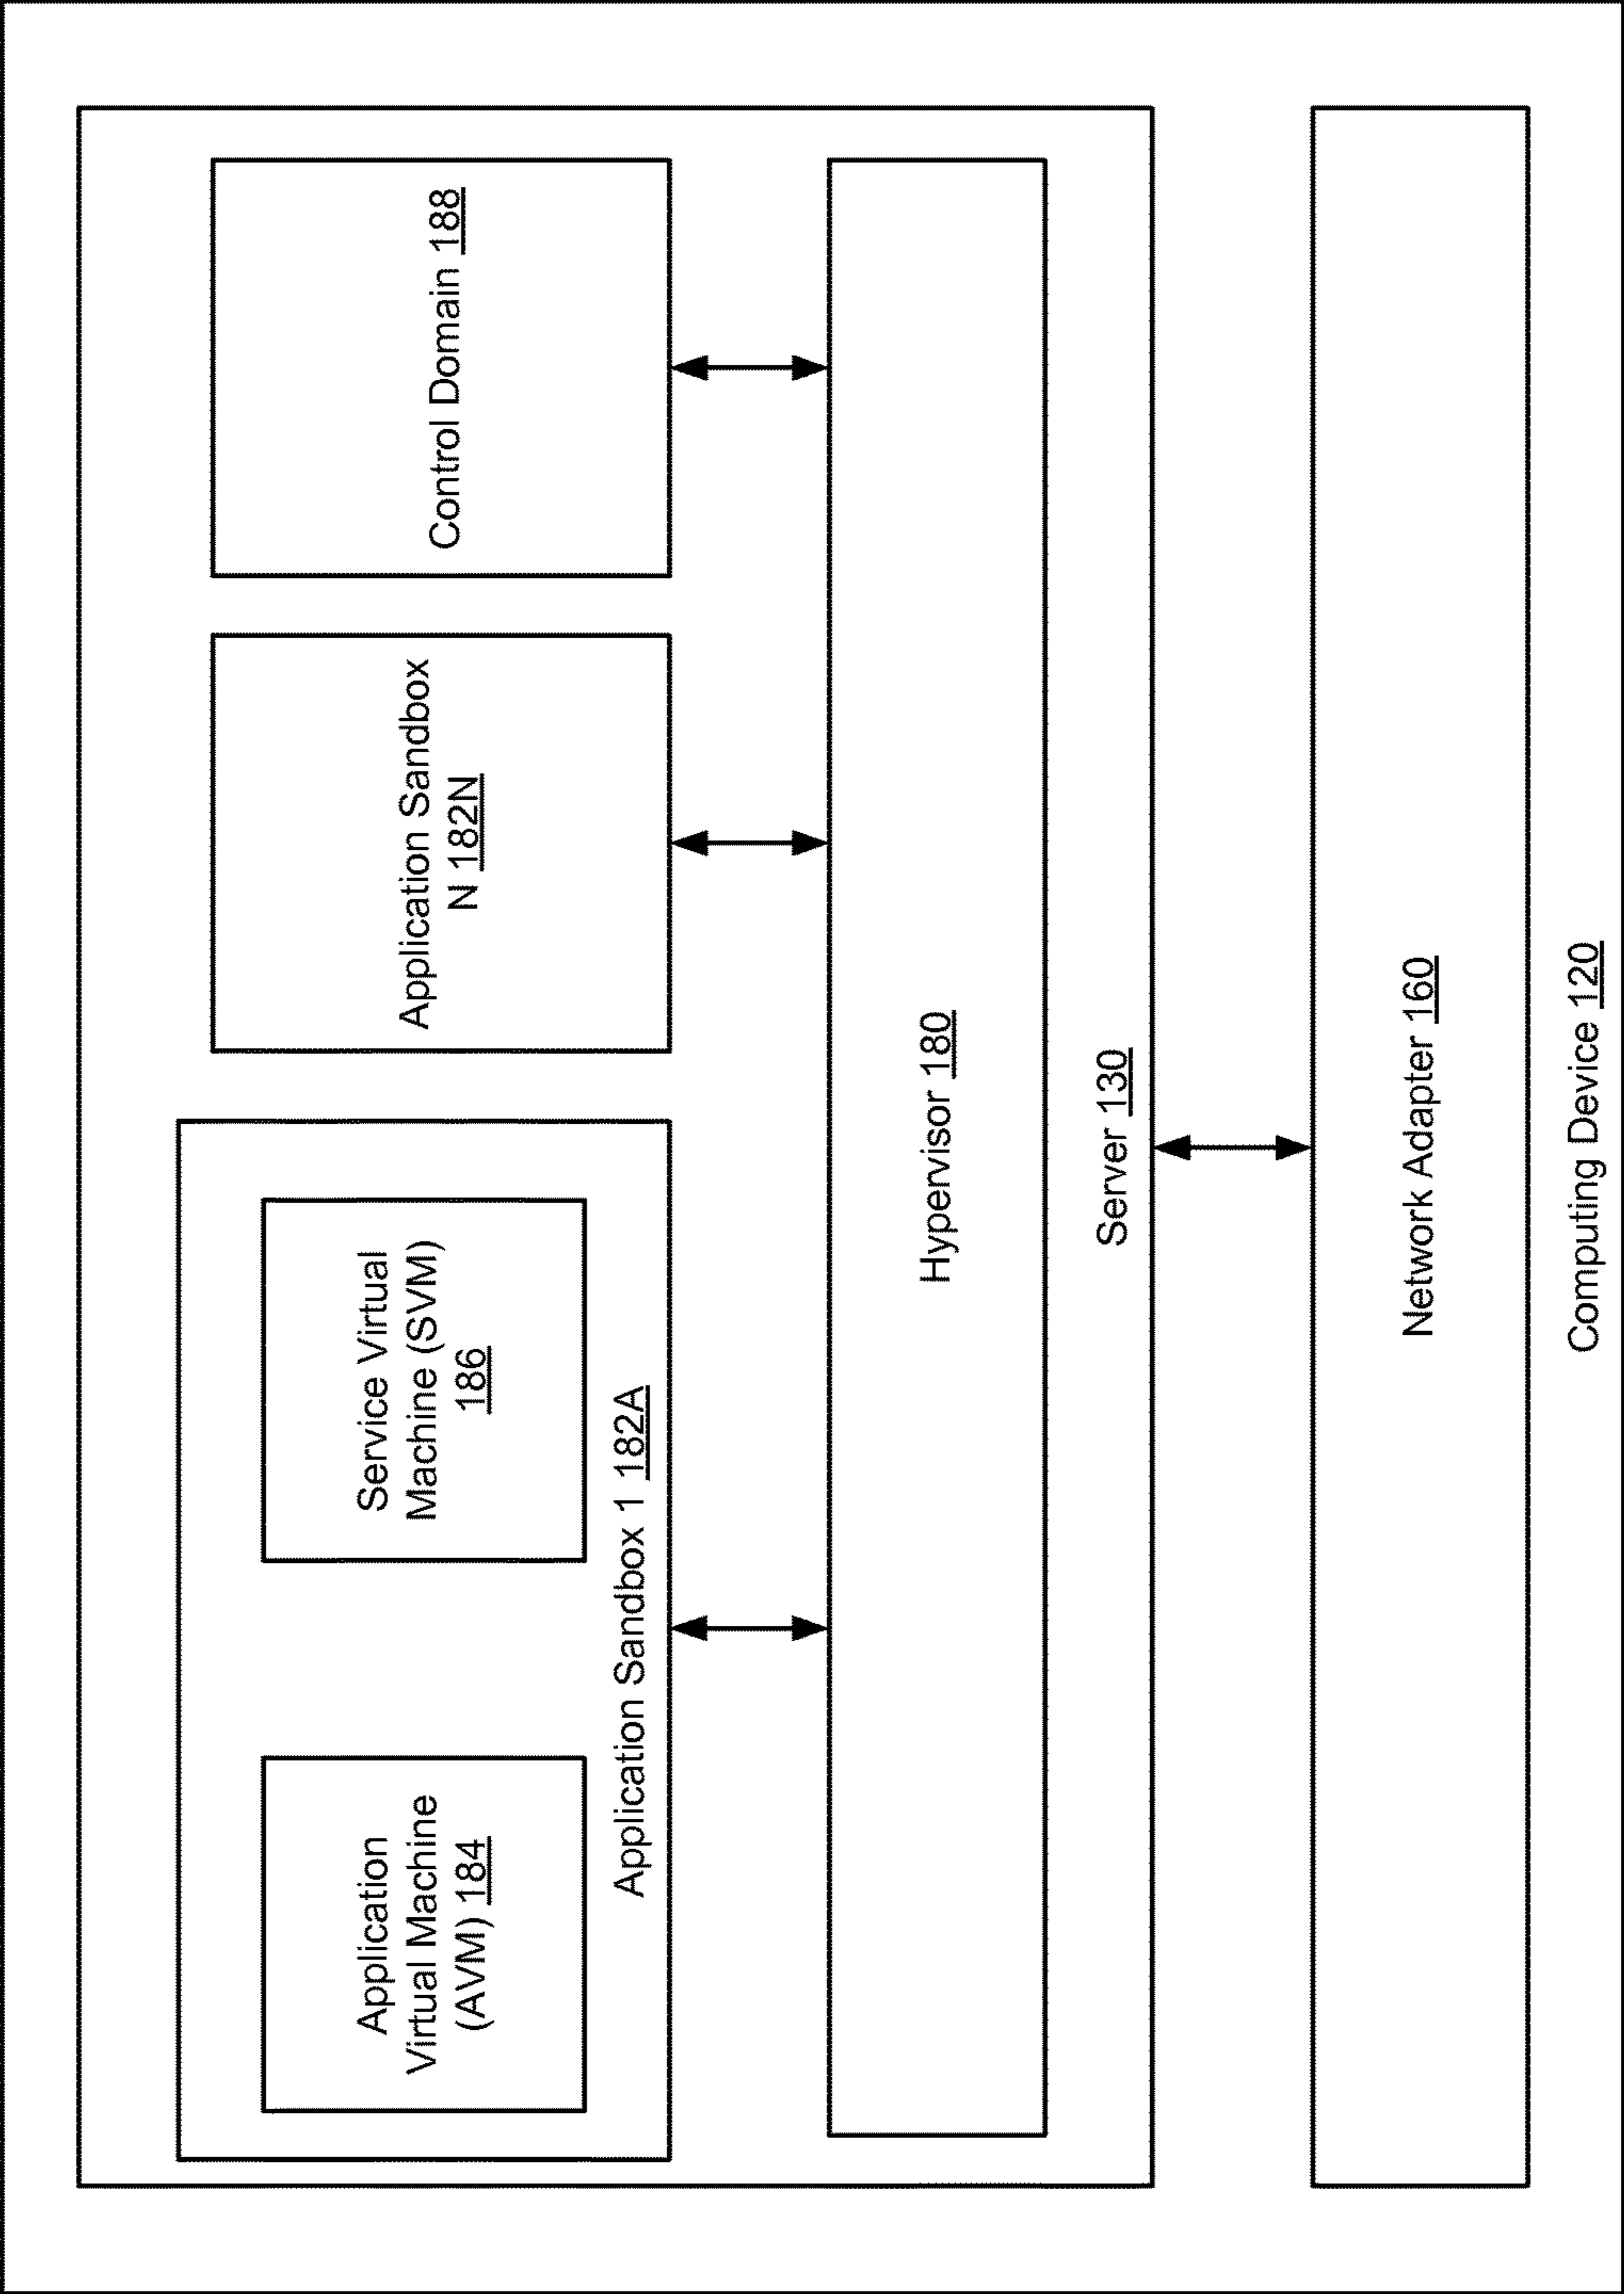 Application
Virtual Machine
(AVM) 184
Service Virtual
Machine (SVM)
186
Application Sandbox 1 182A
Application Sandbox
N 182N
Control Domain 188
Hypervisor 180
Server 130
Network Adapter 160
Computing Device 120